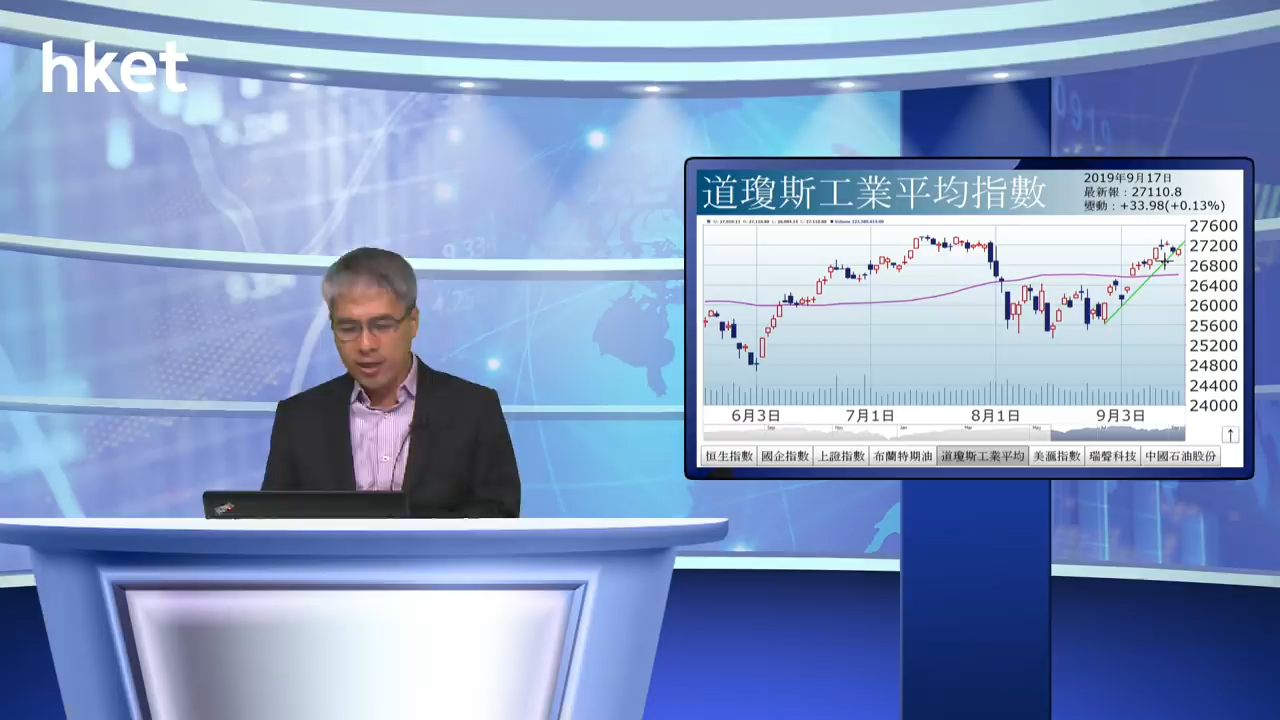 hket
道瓊斯工業平均指數
2019年9月17日
最新報：27110.8
變動：+33.98(+0.13%)
27600
27200
26800
26400
26000
25600
25200
24800
24400
24000
6月3日 7月1日 8月1日 9月3日
恒生指數 國企指數 上證指數 布蘭特期油 道瓊斯工業平均 美滙指數 瑞聲科技 中國石油股份